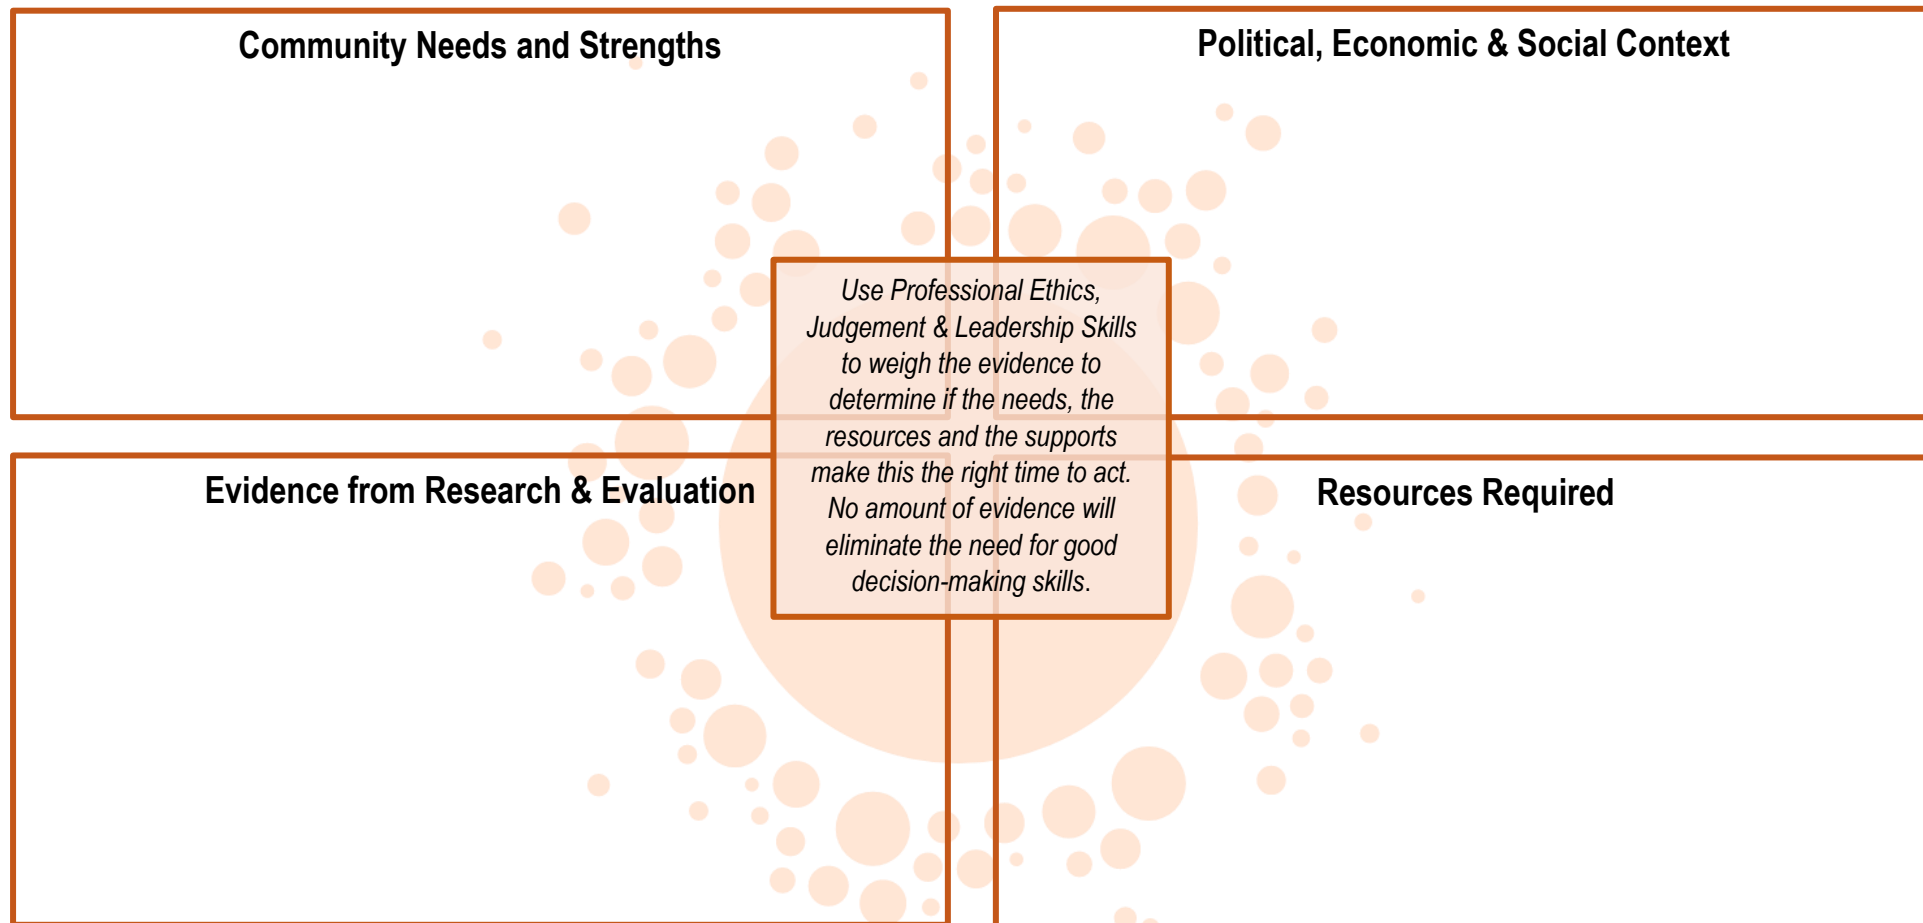 Community Needs and Strengths
Political, Economic & Social Context
Use Professional Ethics,
Judgement & Leadership Skills
to weigh the evidence to
determine if the needs, the
resources and the supports
make this the right time to act.
No amount of evidence will
eliminate the need for good
decision-making skills.
Evidence from Research & Evaluation
Resources Required